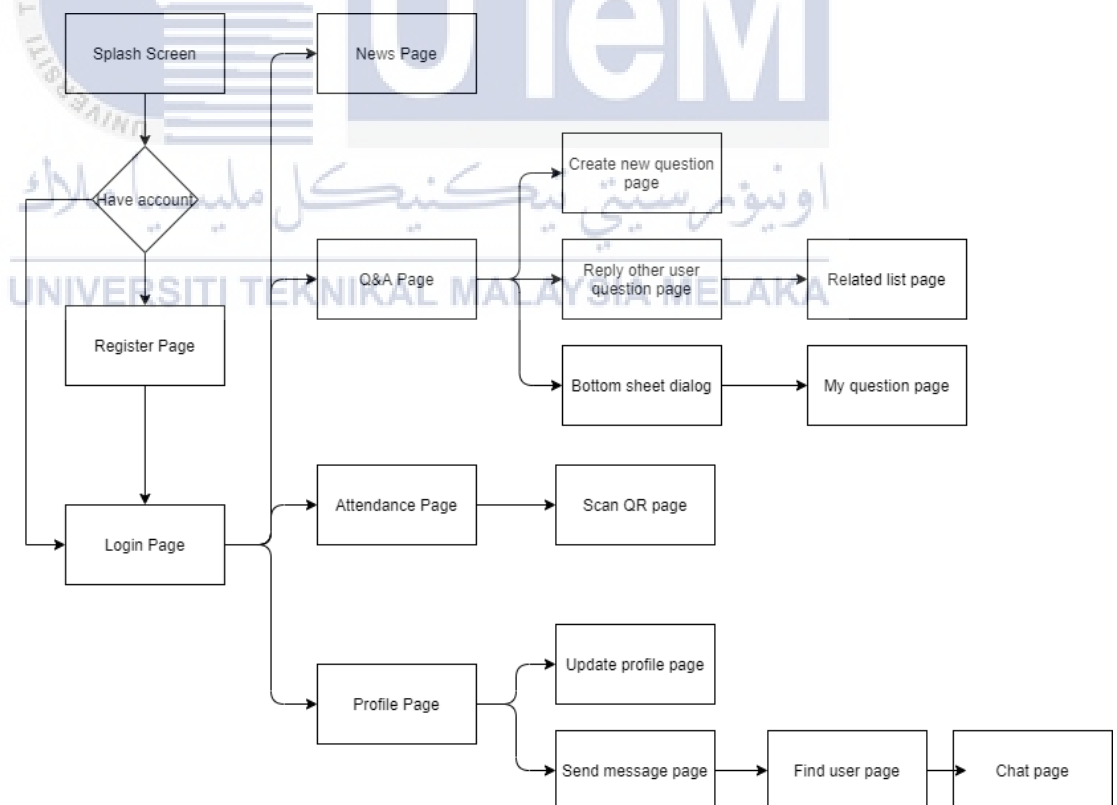 Splash Screen
News Page
UTeM
UNIVERSITI
Have account
Create new question
page
اونيۏرسيتي تيكنيكل مليسيا ملاك
UNIVERSITI TEKNIKAL MALAYSIA MELAKA
Q&A Page
Reply other user
question page
Related list page
Register Page
Bottom sheet dialog
My question page
Attendance Page
Scan QR page
Login Page
Update profile page
Profile Page
Send message page
Find user page
Chat page